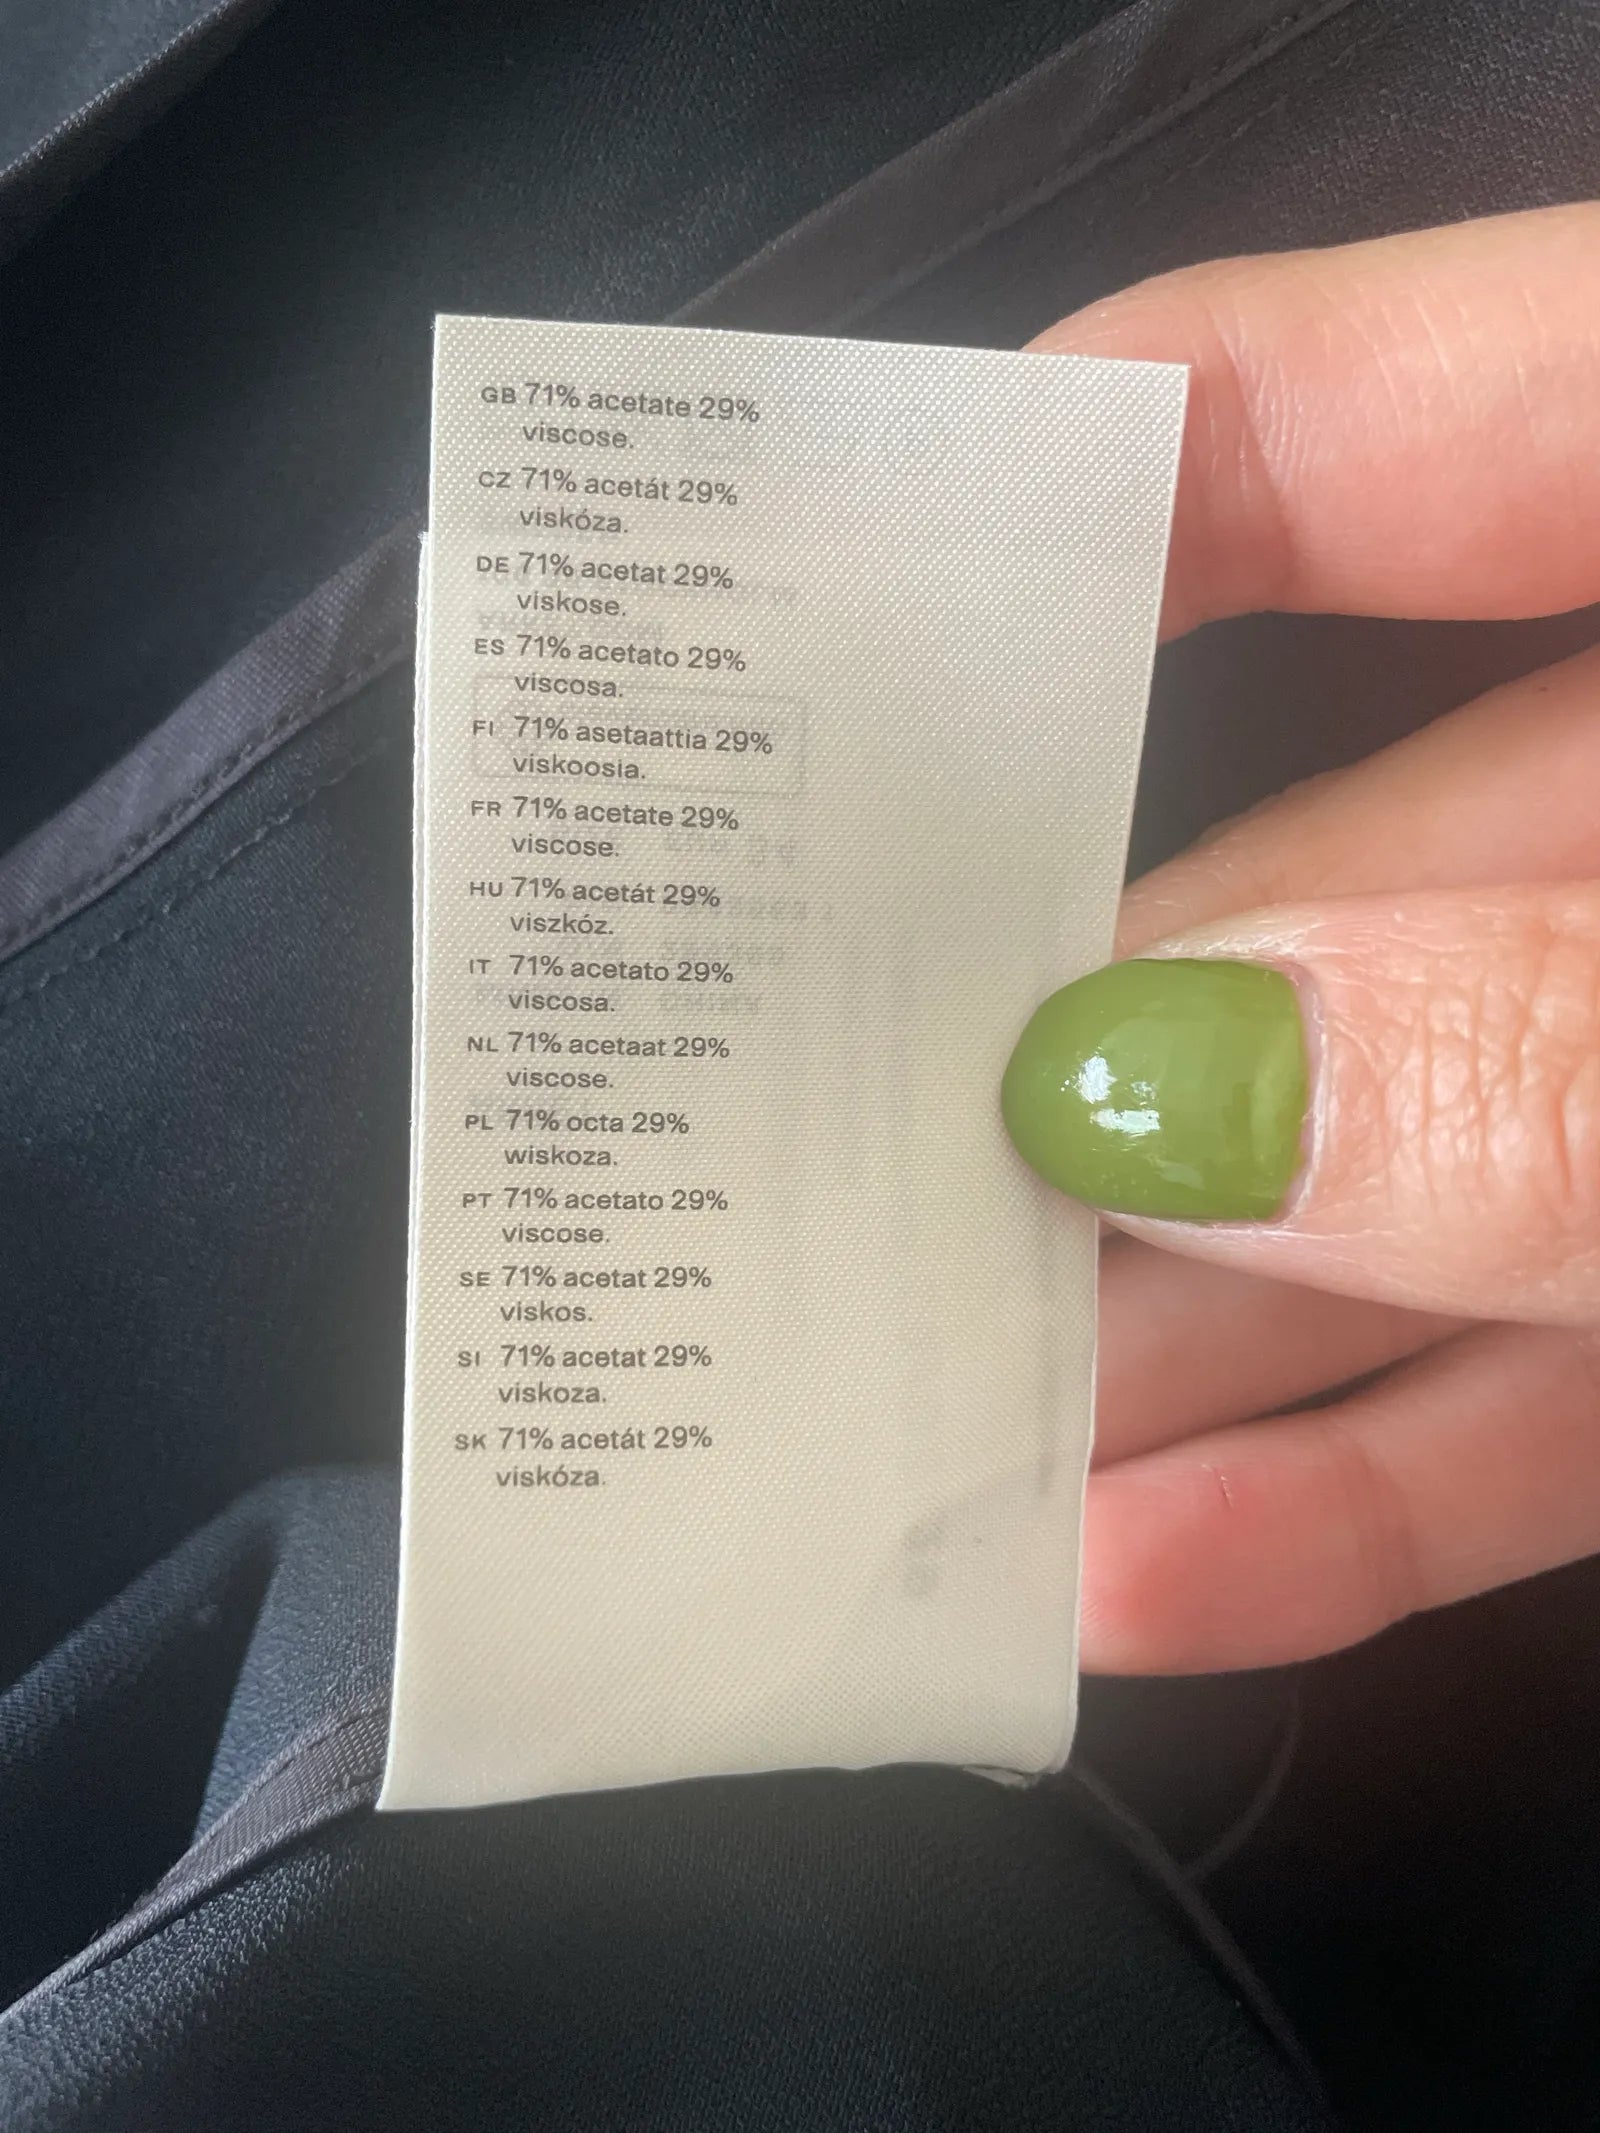 GB 71% acetate 29%
viscose.
CZ 71% acetát 29%
viskóza.
DE 71% acetat 29%
viskose.
ES 71% acetato 29%
viscosa.
FI 71% asetaattia 29%
viskoosia.
FR 71% acetate 29%
viscose.
HU 71% acetát 29%
viszkóz.
IT 71% acetato 29%
viscosa.
NL 71% acetaat 29%
viscose.
PL 71% octa 29%
wiskoza.
PT 71% acetato 29%
viscose.
SE 71% acetat 29%
viskos.
SI 71% acetat 29%
viskoza.
SK 71% acetát 29%
viskóza.